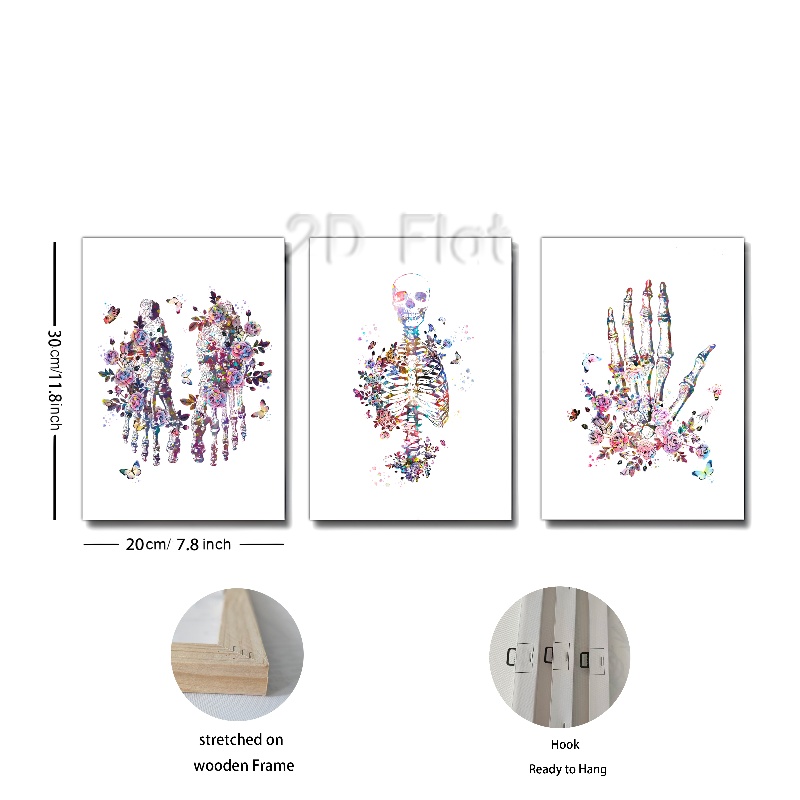 2D Flat
30cm/11.8inch
20cm/ 7.8 inch
stretched on
wooden Frame
Hook
Ready to Hang